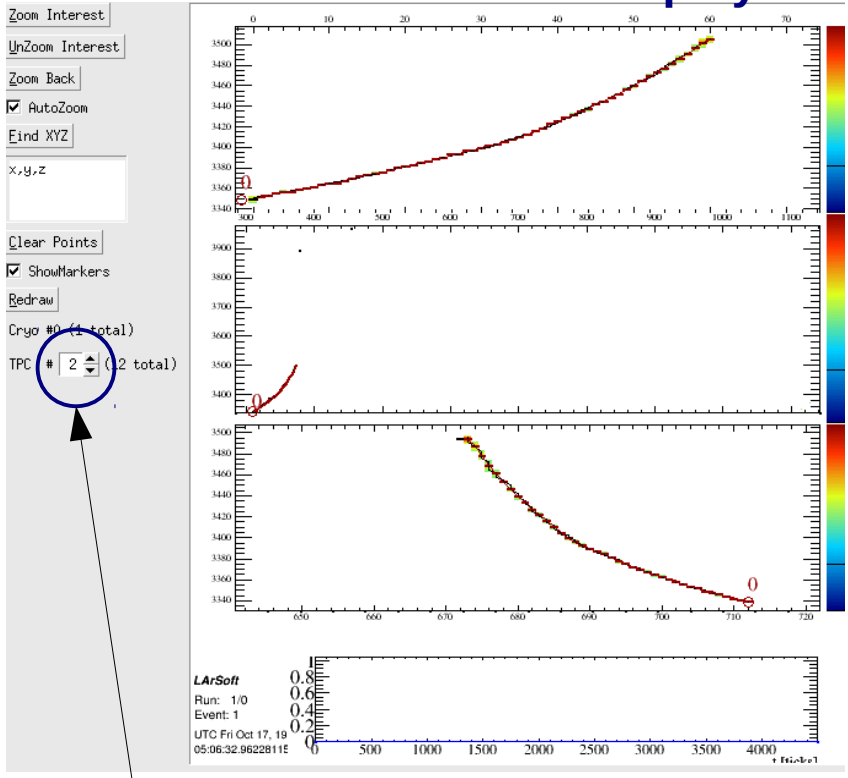 Zoom Interest
UnZoom Interest
Zoom Back
AutoZoom
Find XYZ
x,y,z
Clear Points
ShowMarkers
Redraw
Cryo #0 (1 total)
TPC # 2 (12 total)
0 10 20 30 40 50 60 70
3500
3480
3460
3440
3420
3400
3380
3360
3340
0
300 400 500 600 700 800 900 1000 1100
3900
3800
3700
3600
3500
3400
0
3500
3480
3460
3440
3420
3400
3380
3360
3340
0
650 660 670 680 690 700 710 720
LArSoft
Run: 1/0
Event: 1
UTC Fri Oct 17, 19
05:06:32.96228115
1
0.8
0.6
0.4
0.2
0
0 500 1000 1500 2000 2500 3000 3500 4000
t [ticks]